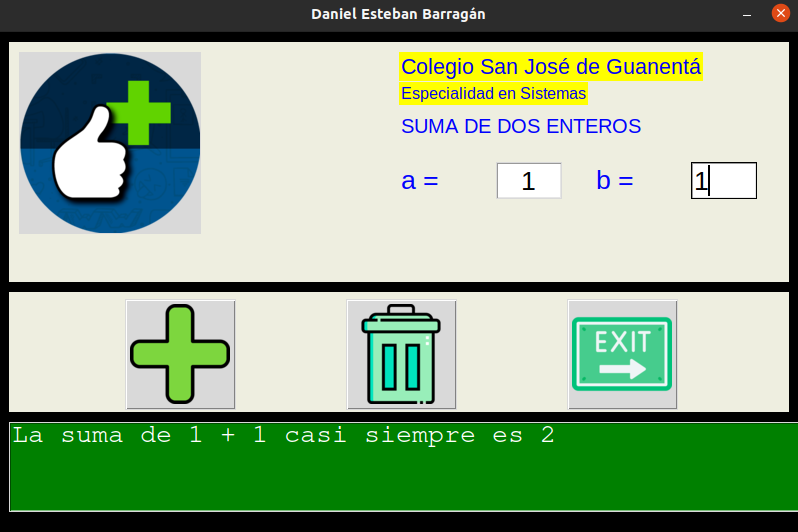 Daniel Esteban Barragán
Colegio San José de Guanentá
Especialidad en Sistemas
SUMA DE DOS ENTEROS
a = 1 b = 1
EXIT
La suma de 1 + 1 casi siempre es 2